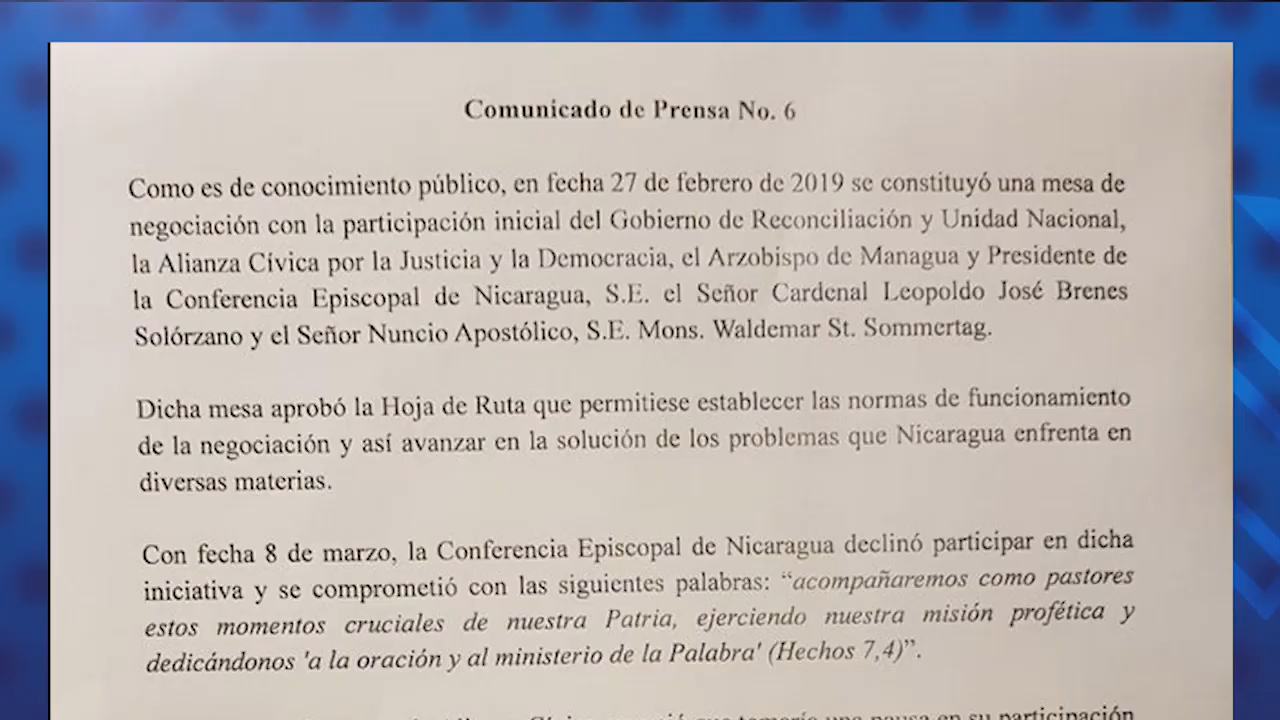 Comunicado de Prensa No. 6
Como es de conocimiento público, en fecha 27 de febrero de 2019 se constituyó una mesa de
negociación con la participación inicial del Gobierno de Reconciliación y Unidad Nacional,
la Alianza Cívica por la Justicia y la Democracia, el Arzobispo de Managua y Presidente de
la Conferencia Episcopal de Nicaragua, S.E. el Señor Cardenal Leopoldo José Brenes
Solórzano y el Señor Nuncio Apostólico, S.E. Mons. Waldemar St. Sommertag.
Dicha mesa aprobó la Hoja de Ruta que permitiese establecer las normas de funcionamiento
de la negociación y así avanzar en la solución de los problemas que Nicaragua enfrenta en
diversas materias.
Con fecha 8 de marzo, la Conferencia Episcopal de Nicaragua declinó participar en dicha
iniciativa y se comprometió con las siguientes palabras: “acompañaremos como pastores
estos momentos cruciales de nuestra Patria, ejerciendo nuestra misión profética y
dedicándonos 'a la oración y al ministerio de la Palabra' (Hechos 7,4)”.
una pausa en su participación